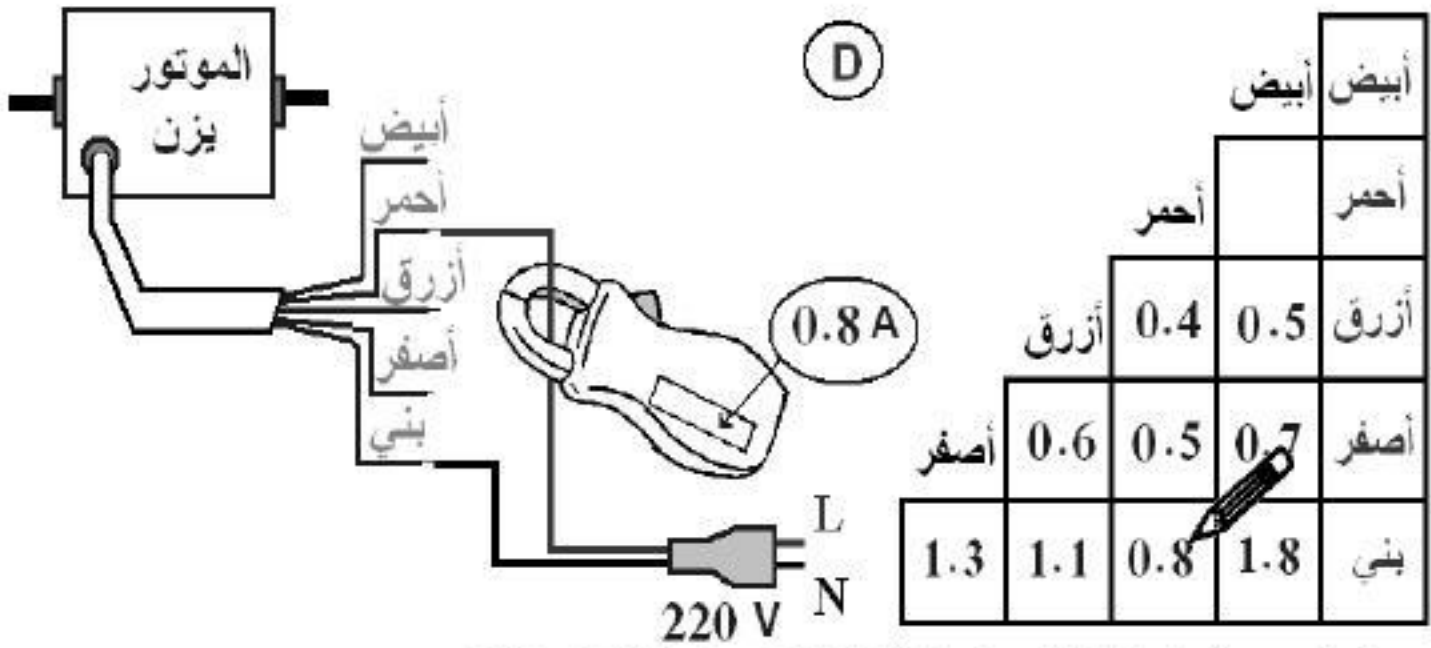 الموتور
يزن
أبيض
أحمر
أزرق
أصفر
بني
D
0.8 A
L
N
220 V
أبيض أبيض
أحمر أحمر
أزرق 0.5 0.4 أزرق
أصفر 0.7 0.5 0.6 أصفر
بني 1.8 0.8 1.1 1.3